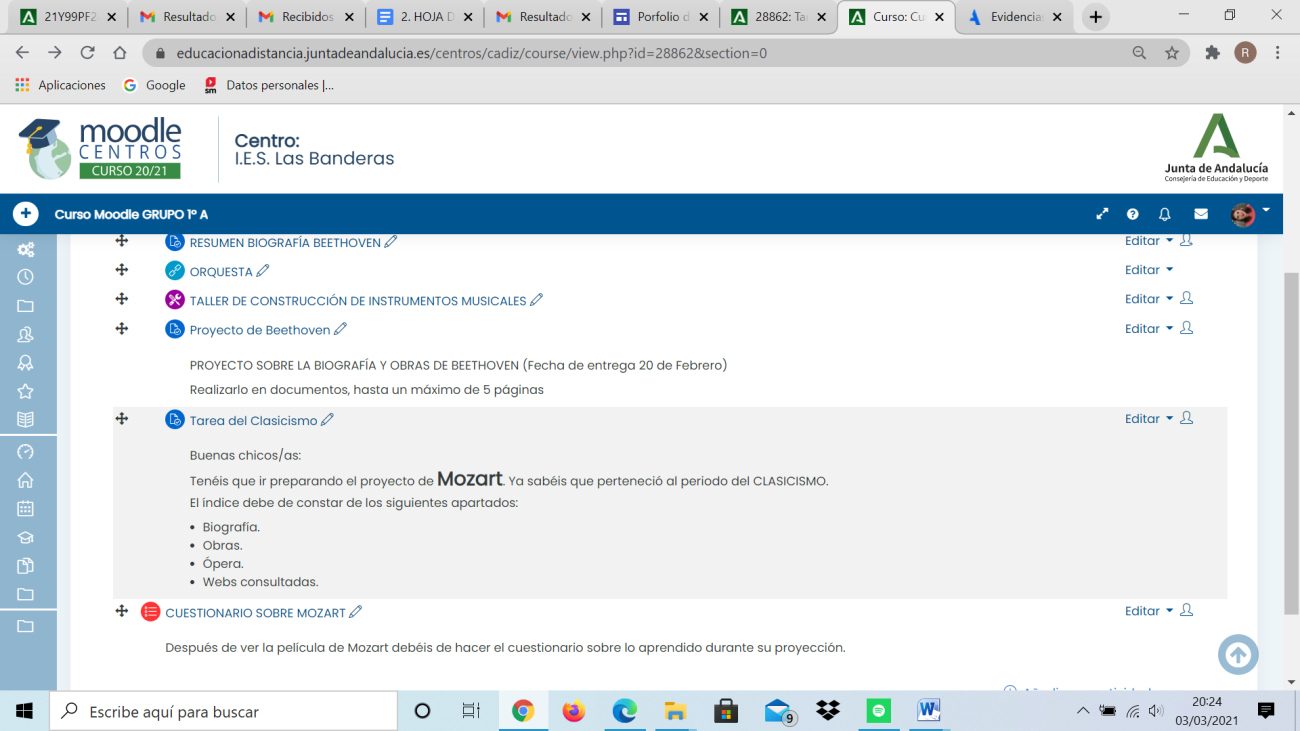 21Y99PF2
Resultado
Recibidos
2. HOJA D
Resultado
Porfolio d
28862: Ta
Curso: Cu
Evidencia
educacionadistancia.juntadeandalucia.es/centros/cadiz/course/view.php?id=28862&section=0
R
Aplicaciones
Google
sm
Datos personales |...
moodle
CENTROS
CURSO 20/21
Centro:
I.E.S. Las Banderas
Junta de Andalucía
Consejería de Educación y Deporte
Curso Moodle GRUPO 1º A
RESUMEN BIOGRAFÍA BEETHOVEN
Editar
ORQUESTA
Editar
TALLER DE CONSTRUCCIÓN DE INSTRUMENTOS MUSICALES
Editar
Proyecto de Beethoven
Editar
PROYECTO SOBRE LA BIOGRAFÍA Y OBRAS DE BEETHOVEN (Fecha de entrega 20 de Febrero)
Realizarlo en documentos, hasta un máximo de 5 páginas
Tarea del Clasicismo
Editar
Buenas chicos/as:
Tenéis que ir preparando el proyecto de Mozart. Ya sabéis que perteneció al periodo del CLASICISMO.
El índice debe de constar de los siguientes apartados:
• Biografía.
• Obras.
• Ópera.
• Webs consultadas.
CUESTIONARIO SOBRE MOZART
Editar
Después de ver la película de Mozart debéis de hacer el cuestionario sobre lo aprendido durante su proyección.
Escribe aquí para buscar
9
W
20:24
03/03/2021